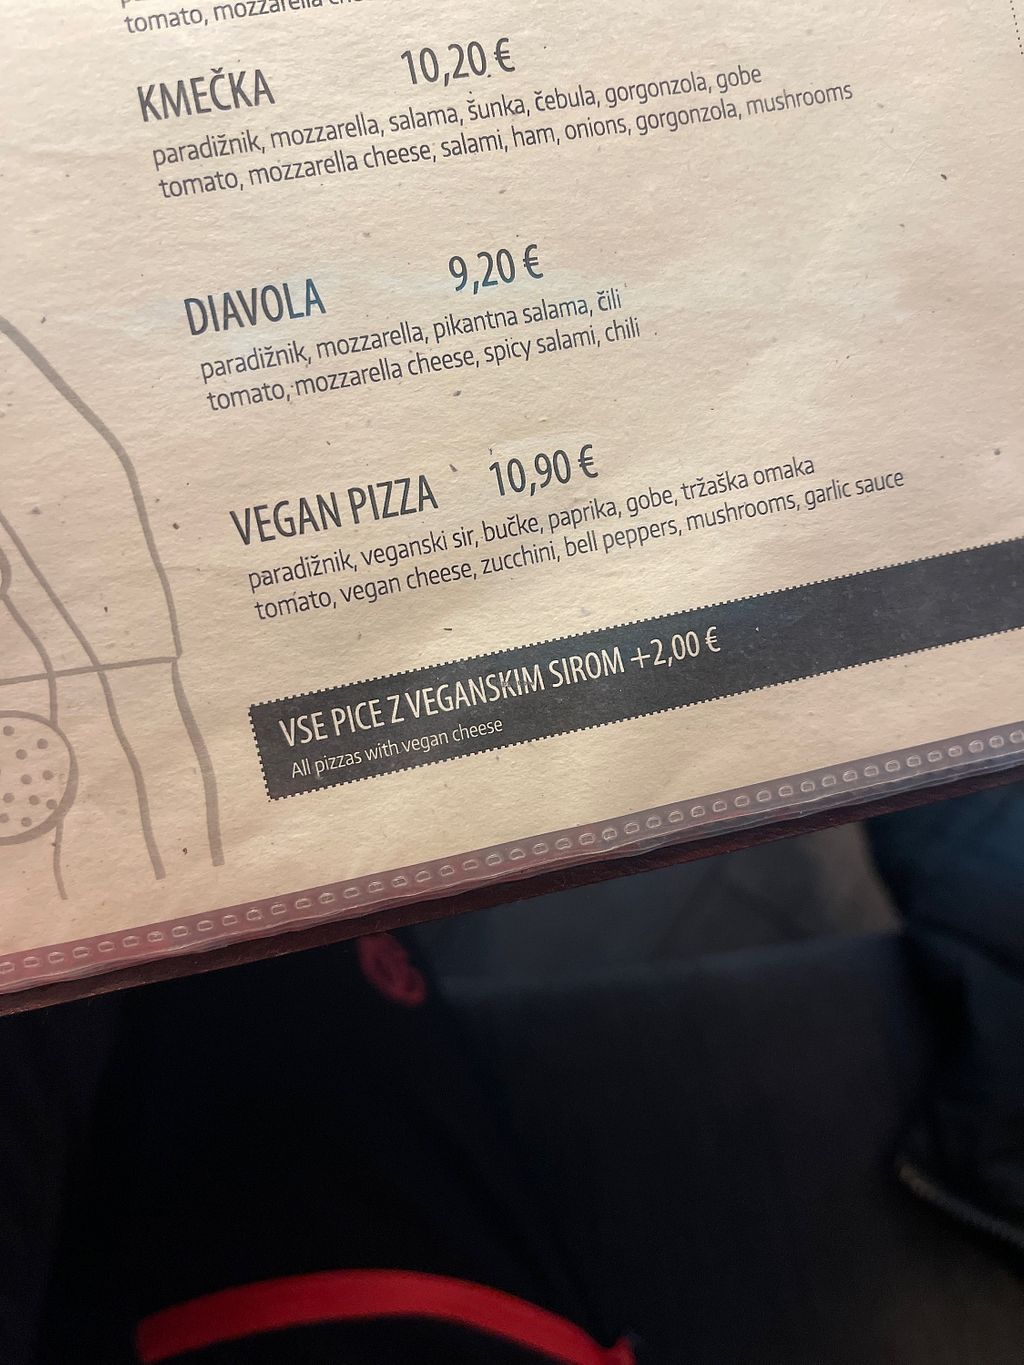 tomato, mozzarella
KMEČKA 10,20 €
paradižnik, mozzarella, salama, šunka, čebula, gorgonzola, gobe
tomato, mozzarella cheese, salami, ham, onions, gorgonzola, mushrooms
DIAVOLA 9,20 €
paradižnik, mozzarella, pikantna salama, čili
tomato, mozzarella cheese, spicy salami, chili
VEGAN PIZZA 10,90 €
paradižnik, veganski sir, bučke, paprika, gobe, tržaška omaka
tomato, vegan cheese, zucchini, bell peppers, mushrooms, garlic sauce
VSE PICE Z VEGANSKIM SIROM +2,00 €
All pizzas with vegan cheese